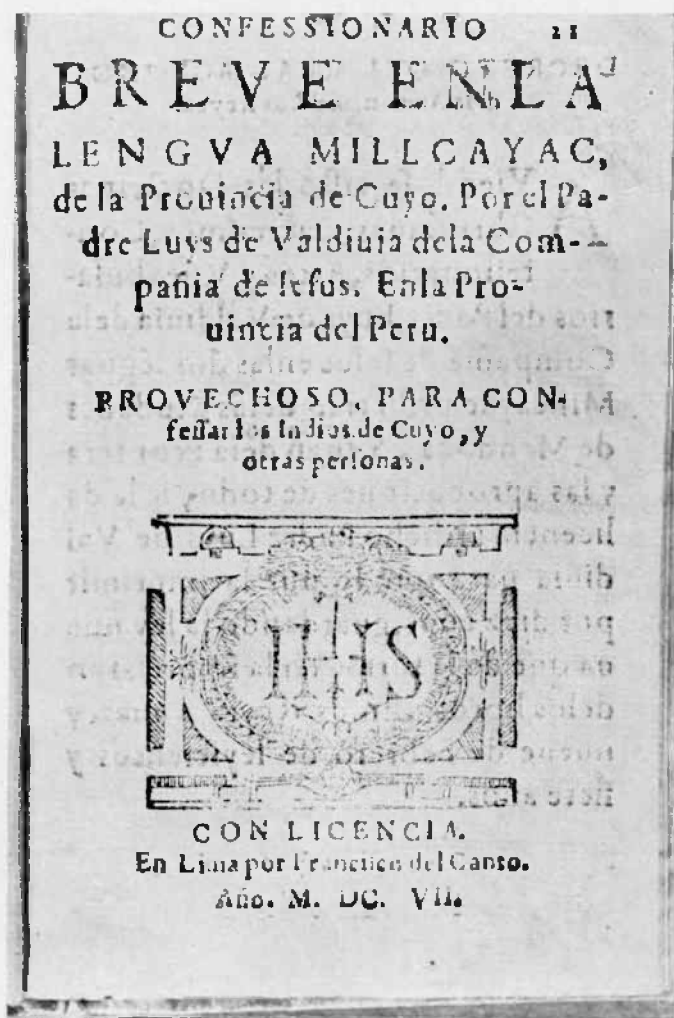 CONFESSIONARIO 21
BREVE ENLA
LENGVA MILLCAYAC,
de la Prouincia de Cuyo. Por el Pa-
dre Luys de Valdiuia dela Com-
pañia de Iesus. Enla Pro-
uincia del Peru.
PROVECHOSO, PARA CON-
fessar los Indios de Cuyo, y
otras personas.
IHS
CON LICENCIA.
En Lima por Francisco del Canto.
Año. M. DC. VII.